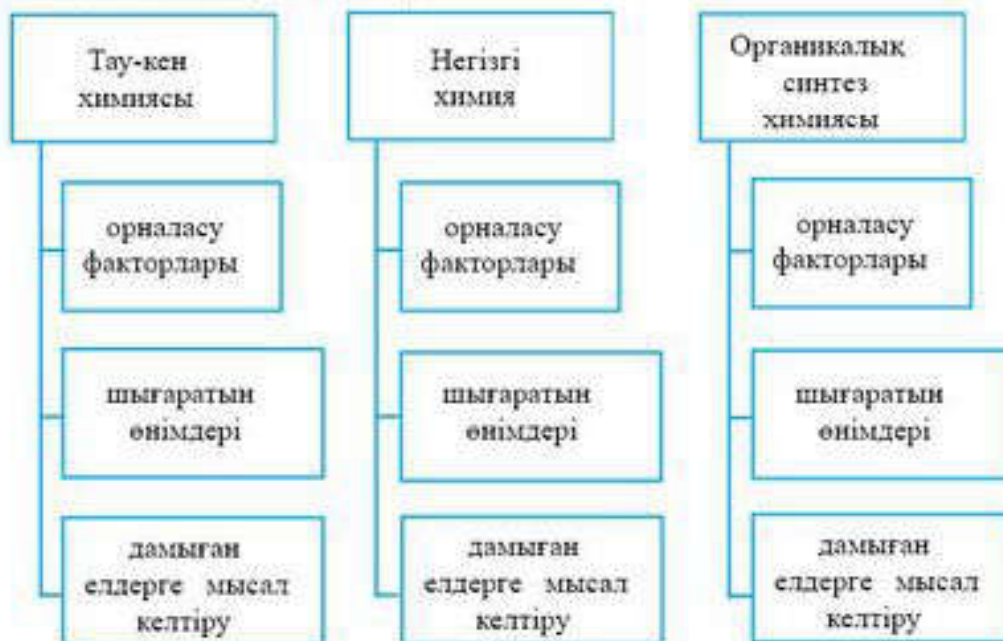 Тау-кен
химиясы
орналасу
факторлары
шығаратын
өнімдері
дамыған
елдерге мысал
келтіру
Негізгі
химия
орналасу
факторлары
шығаратын
өнімдері
дамыған
елдерге мысал
келтіру
Органикалық
синтез
химиясы
орналасу
факторлары
шығаратын
өнімдері
дамыған
елдерге мысал
келтіру